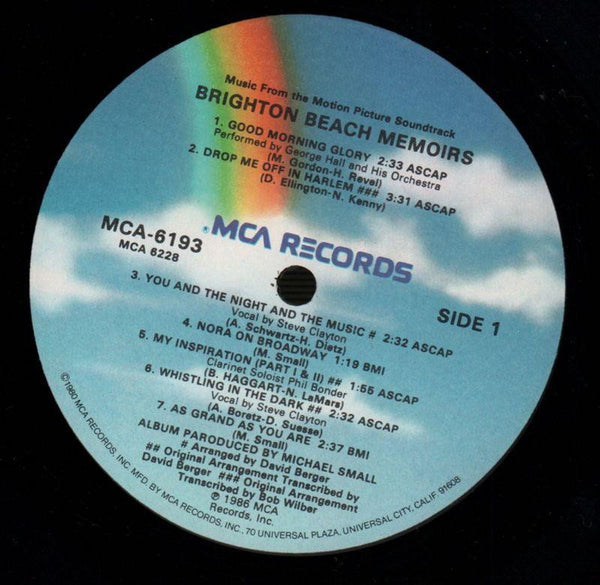 Music From the Motion Picture Soundtrack
BRIGHTON BEACH MEMOIRS
1. GOOD MORNING GLORY 2:33 ASCAP
Performed by George Hall and His Orchestra
(M. Gordon-H. Revel)
2. DROP ME OFF IN HARLEM ### 3:31 ASCAP
(D. Ellington-N. Kenny)
MCA RECORDS
MCA-6193
MCA 6228
SIDE 1
3. YOU AND THE NIGHT AND THE MUSIC # 2:32 ASCAP
Vocal by Steve Clayton
(A. Schwartz-H. Dietz)
4. NORA ON BROADWAY 1:19 BMI
(M. Small)
5. MY INSPIRATION (PART I & II) ## 1:55 ASCAP
Clarinet Soloist Phil Bonder
(B. HAGGART-N. LaMars)
6. WHISTLING IN THE DARK ## 2:32 ASCAP
Vocal by Steve Clayton
(A. Boretz-D. Suesse)
7. AS GRAND AS YOU ARE 2:37 BMI
(M. Small)
ALBUM PARODUCED BY MICHAEL SMALL
# Arranged by David Berger
## Original Arrangement Transcribed by
David Berger ### Original Arrangement
Transcribed by Bob Wilber
℗ 1986 MCA
Records, Inc.
©1980 MCA RECORDS, INC. MFD. BY MCA RECORDS, INC., 70 UNIVERSAL PLAZA, UNIVERSAL CITY, CALIF. 91608